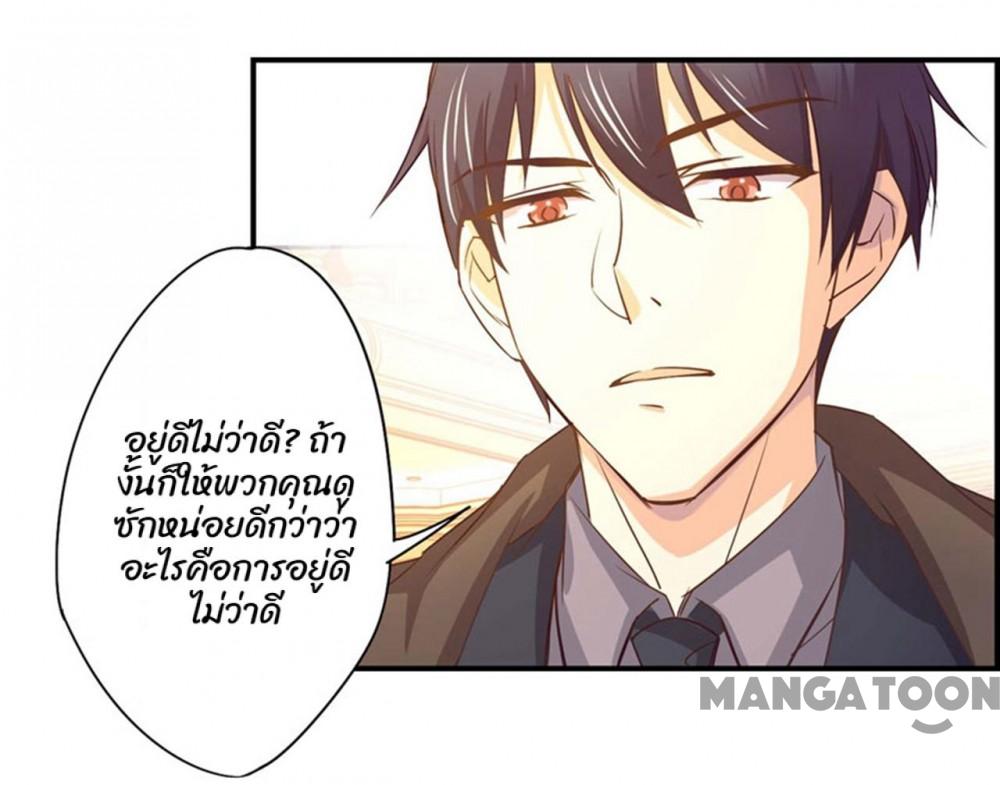 อยู่ดีไม่ว่าดี? ถ้า
งั้นก็ให้พวกคุณดู
ซักหน่อยดีกว่าว่า
อะไรคือการอยู่ดี
ไม่ว่าดี
MANGATOON